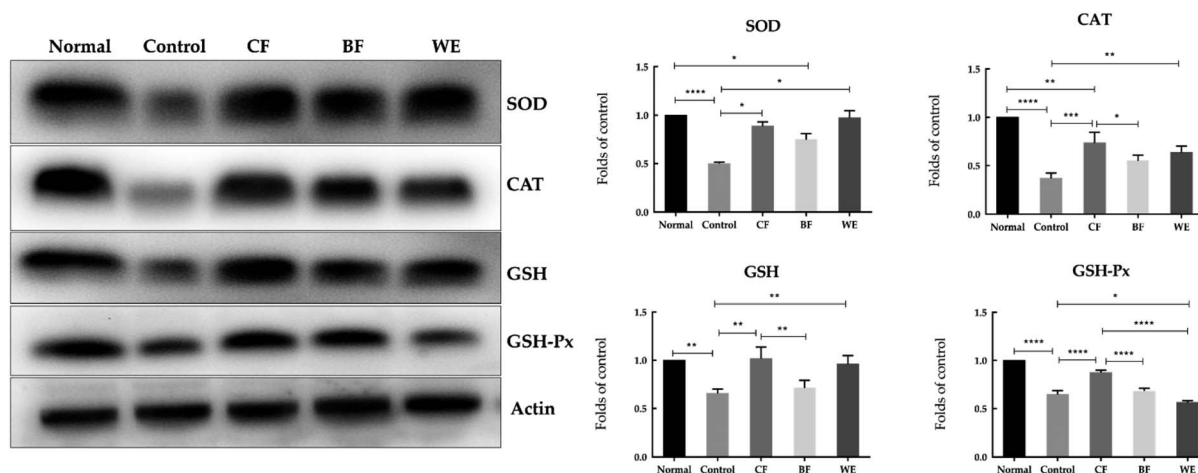 Normal Control CF BF WE
SOD
CAT
GSH
GSH-Px
Actin
SOD
Folds of control
1.5
1.0
0.5
0.0
*
*
****
*
Normal Control CF BF WE
CAT
Folds of control
1.5
1.0
0.5
0.0
**
**
****
***
*
Normal Control CF BF WE
GSH
Folds of control
1.5
1.0
0.5
0.0
**
**
**
**
Normal Control CF BF WE
GSH-Px
Folds of control
1.5
1.0
0.5
0.0
*
****
****
****
****
Normal Control CF BF WE